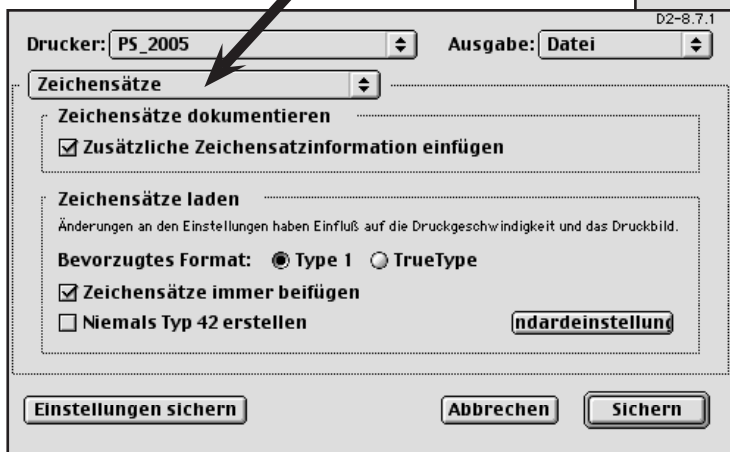 D2-8.7.1
Drucker: PS_2005 Ausgabe: Datei
Zeichensätze
Zeichensätze dokumentieren
Zusätzliche Zeichensatzinformation einfügen
Zeichensätze laden
Änderungen an den Einstellungen haben Einfluß auf die Druckgeschwindigkeit und das Druckbild.
Bevorzugtes Format: Type 1 TrueType
Zeichensätze immer beifügen
Niemals Typ 42 erstellen ndardeinstellung
Einstellungen sichern Abbrechen Sichern